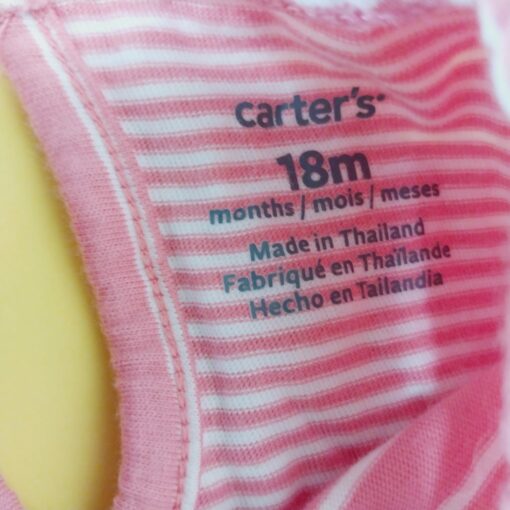 carter's
18m
months / mois / meses
Made in Thailand
Fabriqué en Thaïlande
Hecho en Tailandia